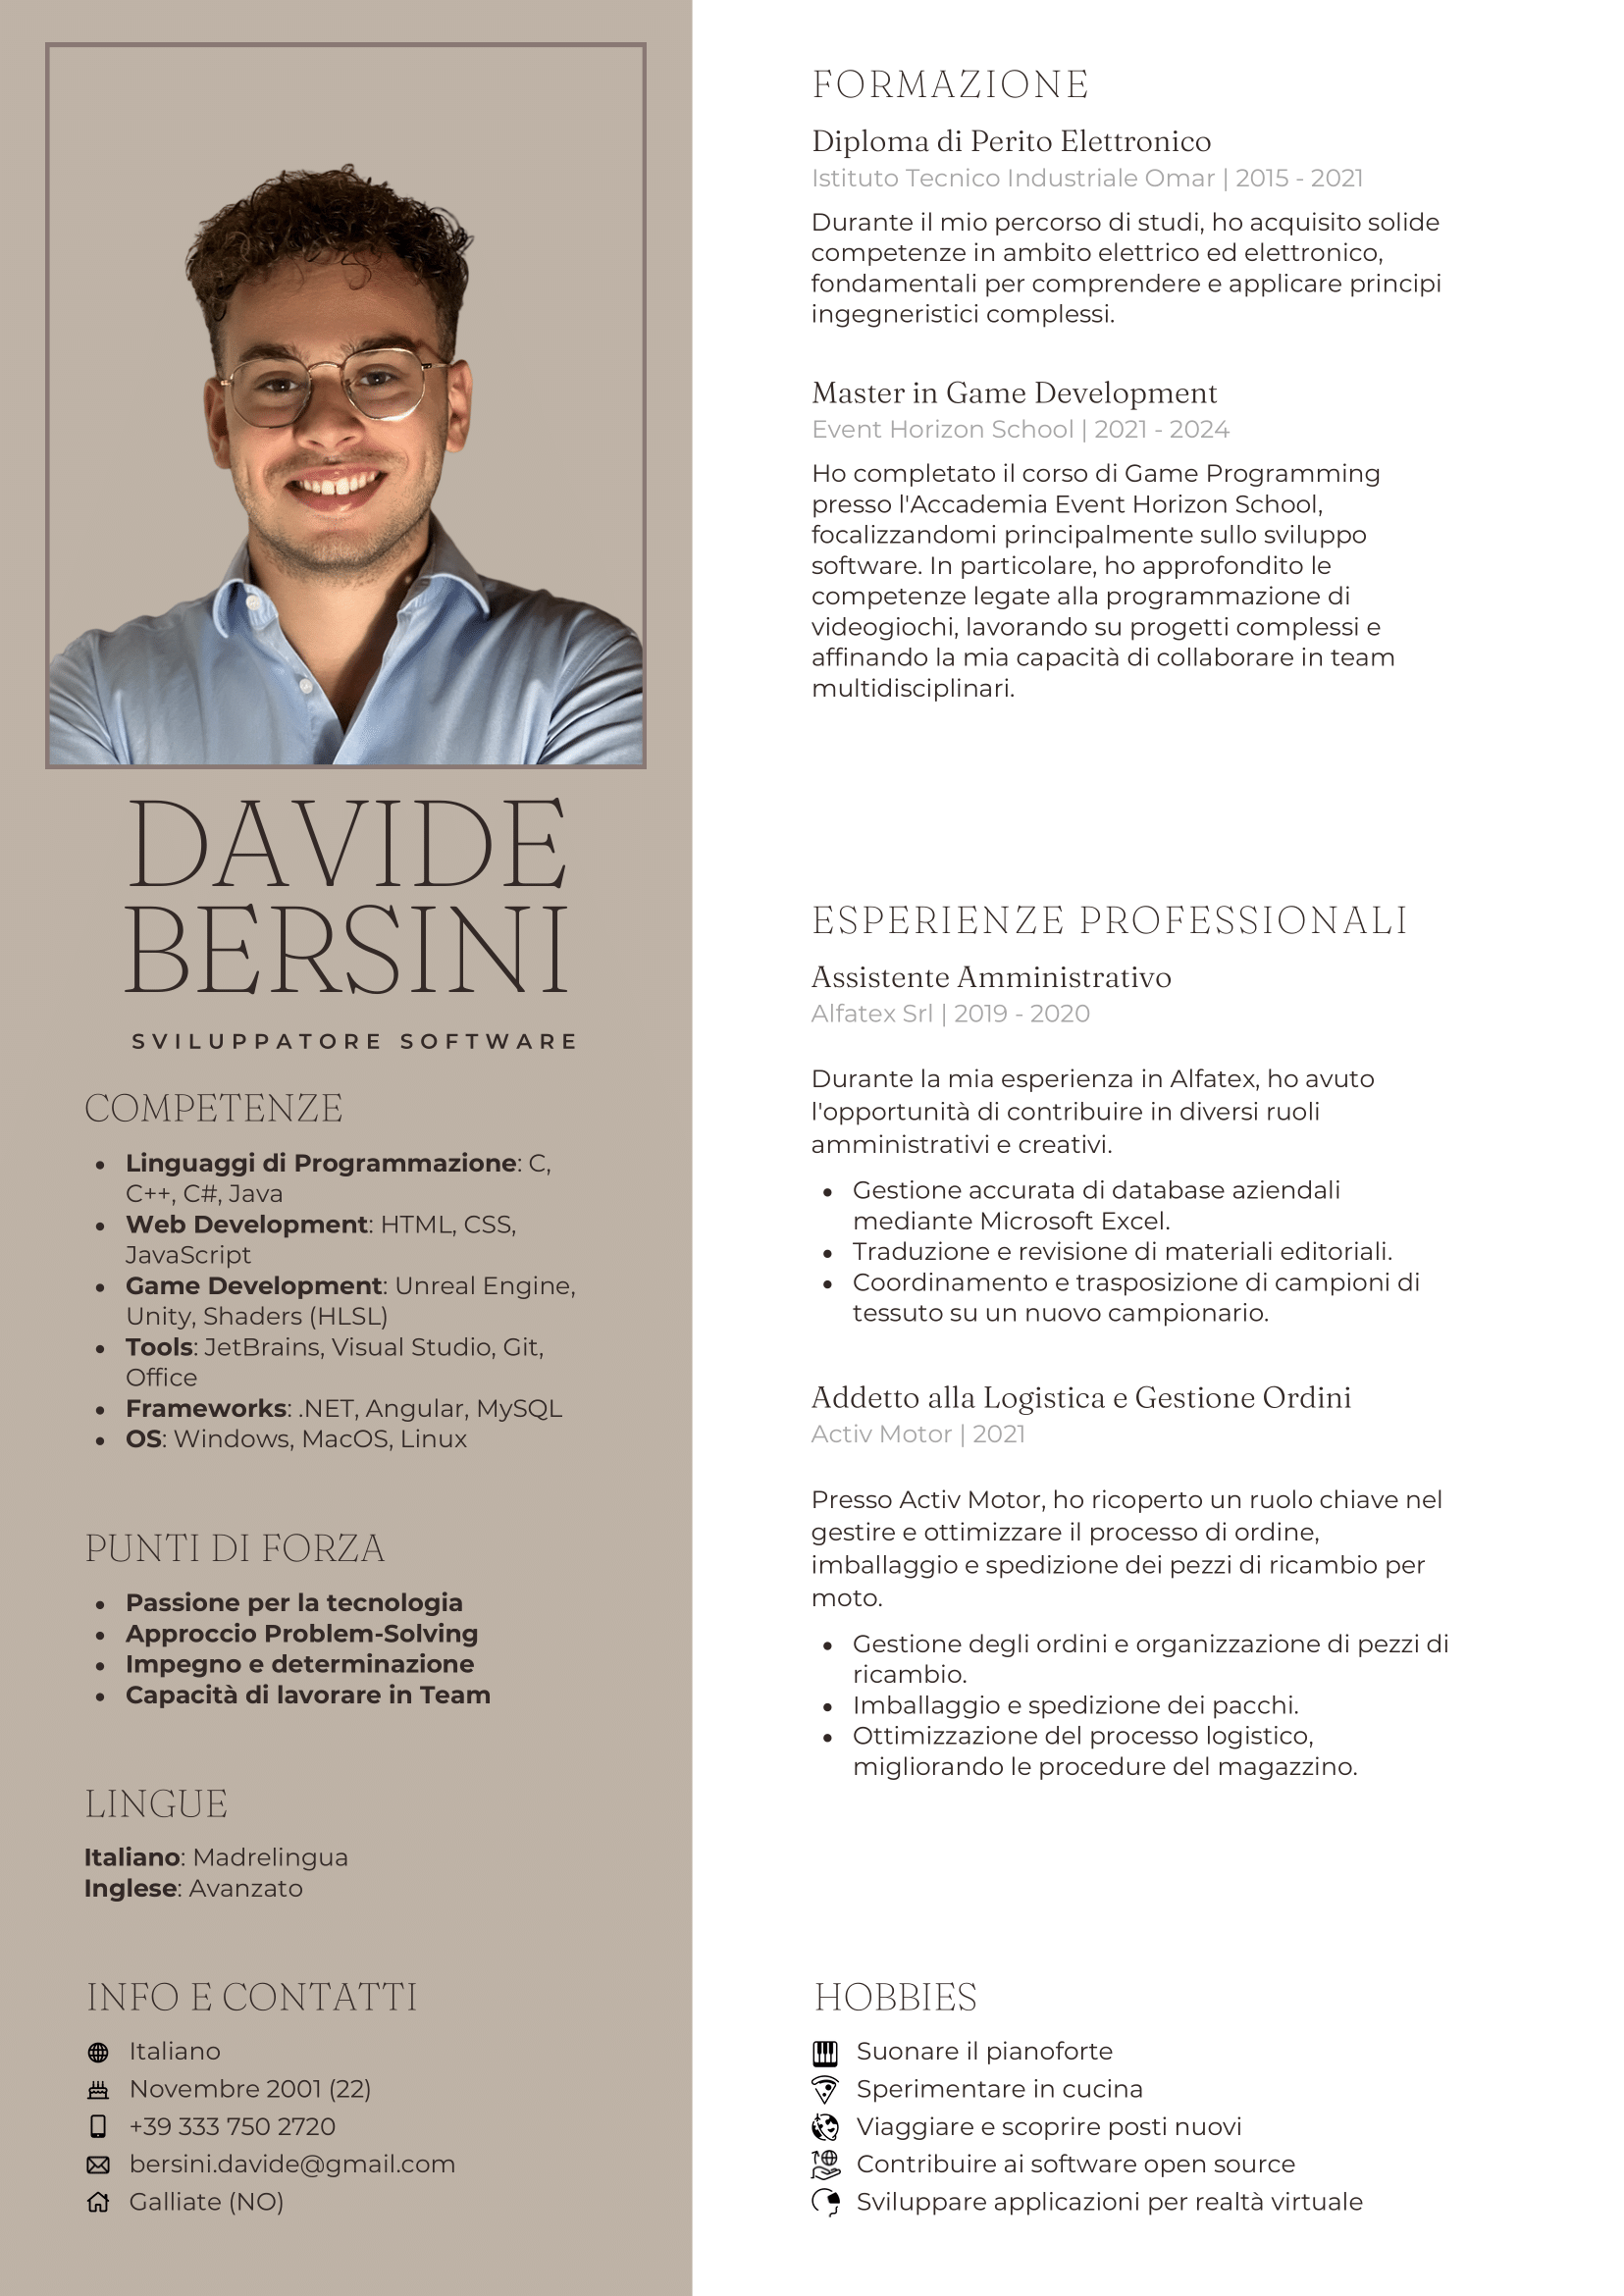 DAVIDE
BERSINI
SVILUPPATORE SOFTWARE
COMPETENZE
• Linguaggi di Programmazione: C,
C++, C#, Java
• Web Development: HTML, CSS,
JavaScript
• Game Development: Unreal Engine,
Unity, Shaders (HLSL)
• Tools: JetBrains, Visual Studio, Git,
Office
• Frameworks: .NET, Angular, MySQL
• OS: Windows, MacOS, Linux
PUNTI DI FORZA
• Passione per la tecnologia
• Approccio Problem-Solving
• Impegno e determinazione
• Capacità di lavorare in Team
LINGUE
Italiano: Madrelingua
Inglese: Avanzato
INFO E CONTATTI
Italiano
Novembre 2001 (22)
+39 333 750 2720
bersini.davide@gmail.com
Galliate (NO)
FORMAZIONE
Diploma di Perito Elettronico
Istituto Tecnico Industriale Omar | 2015 - 2021
Durante il mio percorso di studi, ho acquisito solide
competenze in ambito elettrico ed elettronico,
fondamentali per comprendere e applicare principi
ingegneristici complessi.
Master in Game Development
Event Horizon School | 2021 - 2024
Ho completato il corso di Game Programming
presso l'Accademia Event Horizon School,
focalizzandomi principalmente sullo sviluppo
software. In particolare, ho approfondito le
competenze legate alla programmazione di
videogiochi, lavorando su progetti complessi e
affinando la mia capacità di collaborare in team
multidisciplinari.
ESPERIENZE PROFESSIONALI
Assistente Amministrativo
Alfatex Srl | 2019 - 2020
Durante la mia esperienza in Alfatex, ho avuto
l'opportunità di contribuire in diversi ruoli
amministrativi e creativi.
• Gestione accurata di database aziendali
mediante Microsoft Excel.
• Traduzione e revisione di materiali editoriali.
• Coordinamento e trasposizione di campioni di
tessuto su un nuovo campionario.
Addetto alla Logistica e Gestione Ordini
Activ Motor | 2021
Presso Activ Motor, ho ricoperto un ruolo chiave nel
gestire e ottimizzare il processo di ordine,
imballaggio e spedizione dei pezzi di ricambio per
moto.
• Gestione degli ordini e organizzazione di pezzi di
ricambio.
• Imballaggio e spedizione dei pacchi.
• Ottimizzazione del processo logistico,
migliorando le procedure del magazzino.
HOBBIES
Suonare il pianoforte
Sperimentare in cucina
Viaggiare e scoprire posti nuovi
Contribuire ai software open source
Sviluppare applicazioni per realtà virtuale